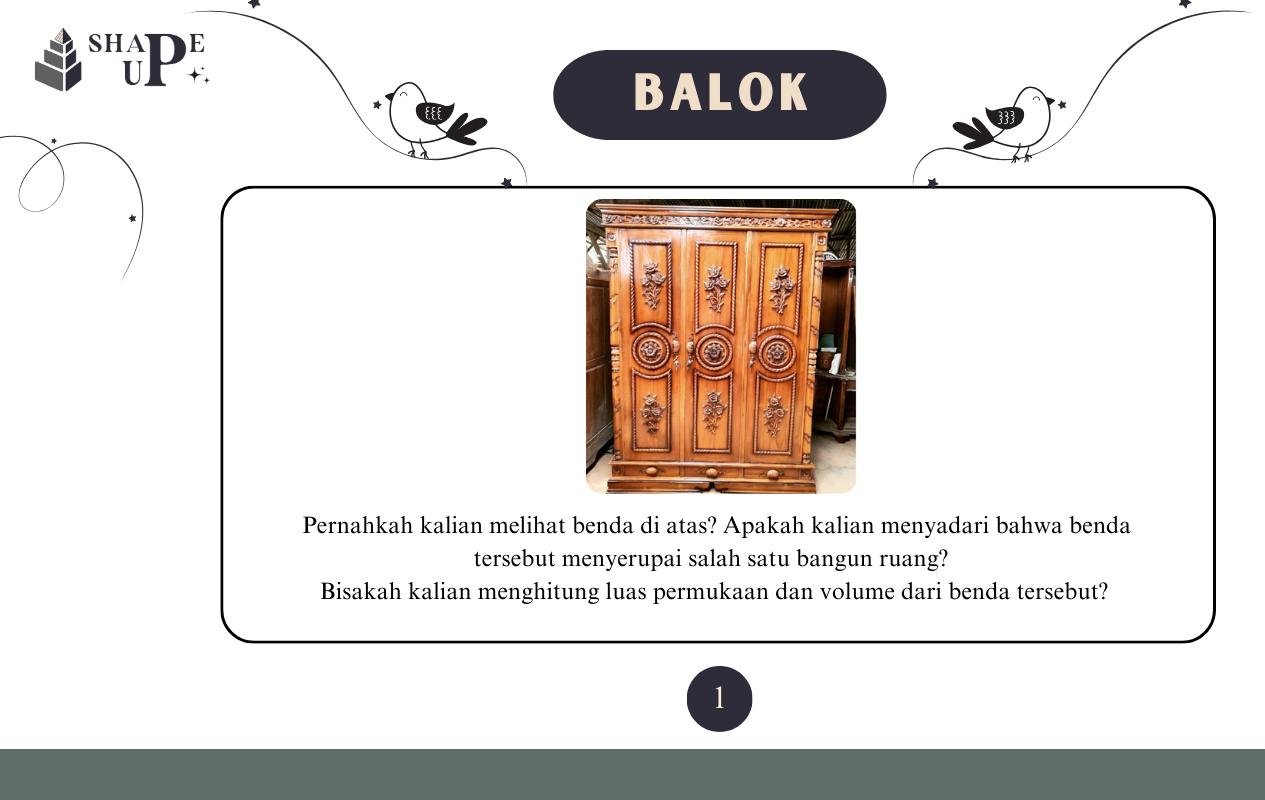 SHAPE
UP
BALOK
Pernahkah kalian melihat benda di atas? Apakah kalian menyadari bahwa benda
tersebut menyerupai salah satu bangun ruang?
Bisakah kalian menghitung luas permukaan dan volume dari benda tersebut?
1